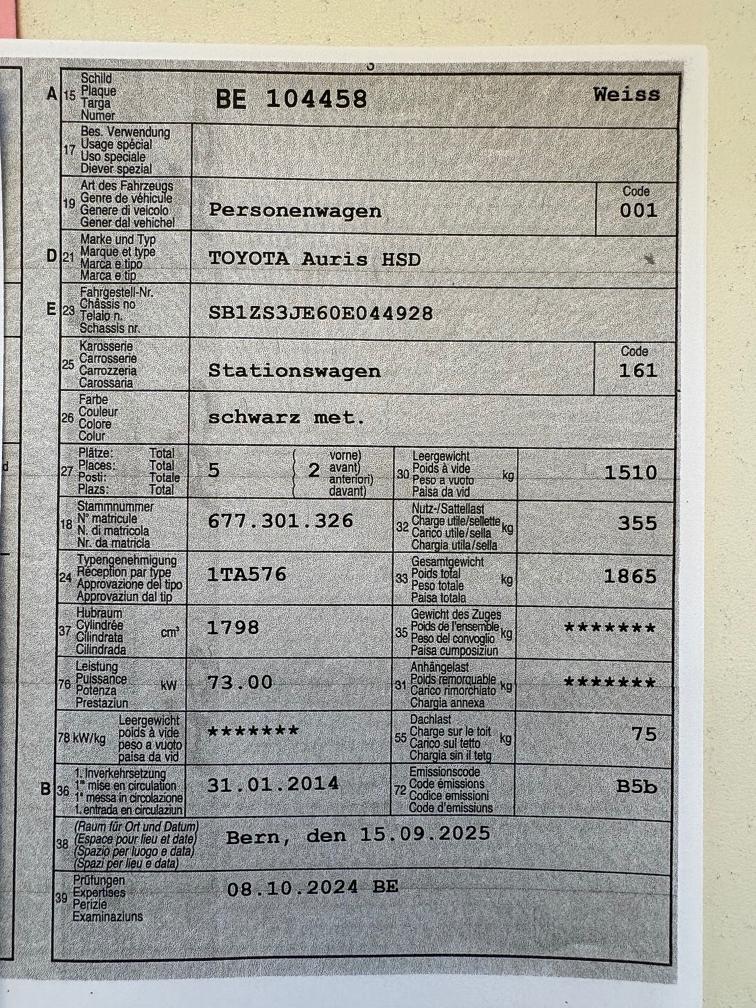 A 15 Schild
Plaque
Targa
Numer
BE 104458 Weiss
17 Bes. Verwendung
Usage spécial
Uso speciale
Diever spezial
19 Art des Fahrzeugs
Genre de véhicule
Genere di veicolo
Gener dal vehichel
Personenwagen
Code
001
D 21 Marke und Typ
Marque et type
Marca e tipo
Marca e tip
TOYOTA Auris HSD
E 23 Fahrgestell-Nr.
Châssis no
Telaio n.
Schassis nr.
SB1ZS3JE60E044928
25 Karosserie
Carrosserie
Carrozzeria
Carossaria
Stationswagen
Code
161
26 Farbe
Couleur
Colore
Colur
schwarz met.
27 Plätze: Total
Places: Total
Posti: Totale
Plazs: Total
5
2
vorne)
avant)
anteriori)
davant)
30 Leergewicht
Poids à vide
Peso a vuoto
Paisa da vid
kg
1510
18 Stammnummer
N° matricule
N. di matricola
Nr. da matricla
677.301.326
32 Nutz-/Sattellast
Charge utile/sellette
Carico utile/sella
Chargia utila/sella
kg
355
24 Typengenehmigung
Réception par type
Approvazione del tipo
Approvaziun dal tip
1TA576
33 Gesamtgewicht
Poids total
Peso totale
Paisa totala
kg
1865
37 Hubraum
Cylindrée
Cilindrata
Cilindrada
cm³
1798
35 Gewicht des Zuges
Poids de l'ensemble
Peso del convoglio
Paisa cumposiziun
kg
*******
76 Leistung
Puissance
Potenza
Prestaziun
kW
73.00
31 Anhängelast
Poids remorquable
Carico rimorchiato
Chargia annexa
kg
*******
78 kW/kg
Leergewicht
poids à vide
peso a vuoto
paisa da vid
*******
55 Dachlast
Charge sur le toit
Carico sul tetto
Chargia sin il tetg
kg
75
B 36 1. Inverkehrsetzung
1re mise en circulation
1a messa in circolazione
1. entrada en circulaziun
31.01.2014
72 Emissionscode
Code émissions
Codice emissioni
Code d'emissiuns
B5b
38 (Raum für Ort und Datum)
(Espace pour lieu et date)
(Spazio per luogo e data)
(Spazi per lieu e data)
Bern, den 15.09.2025
39 Prüfungen
Expertises
Perizie
Examinaziuns
08.10.2024 BE